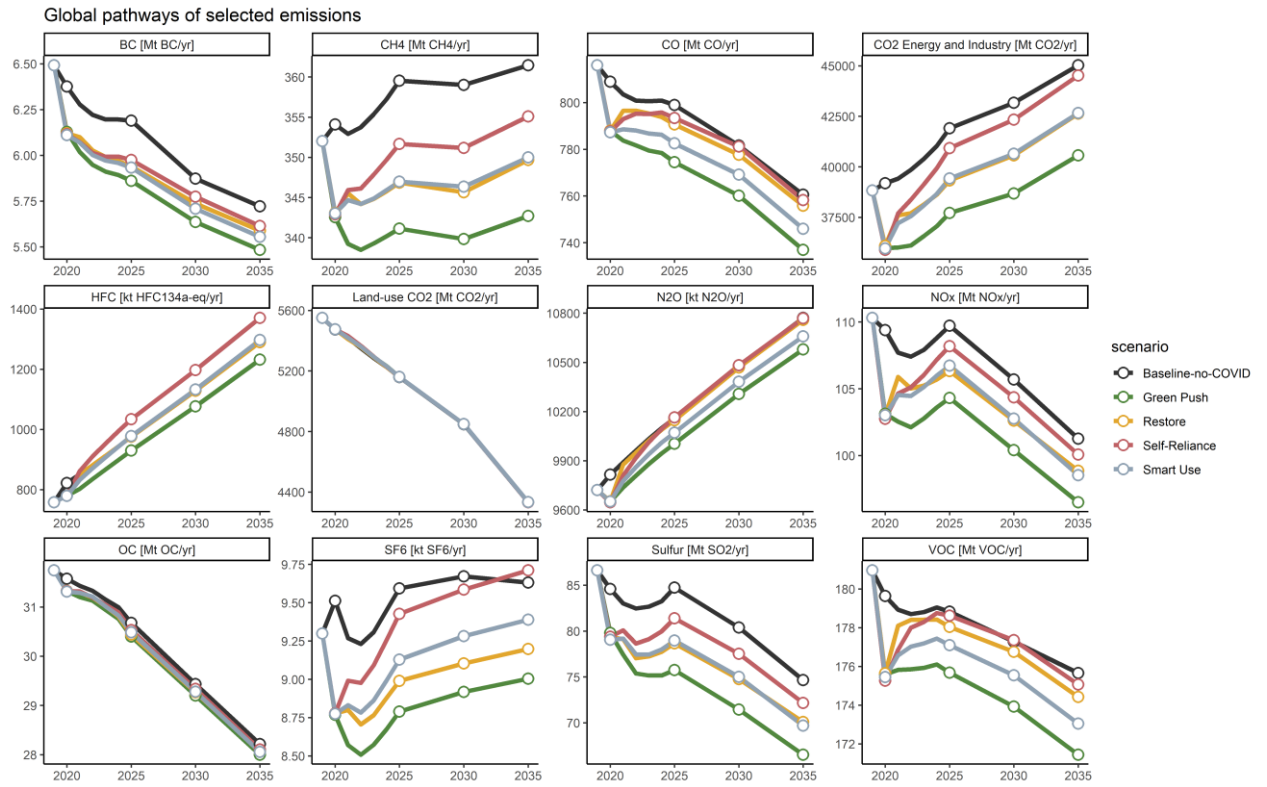 Global pathways of selected emissions
BC [Mt BC/yr]
CH4 [Mt CH4/yr]
CO [Mt CO/yr]
CO2 Energy and Industry [Mt CO2/yr]
6.50
6.25
6.00
5.75
5.50
2020 2025 2030 2035
360
355
350
345
340
2020 2025 2030 2035
800
780
760
740
2020 2025 2030 2035
45000
42500
40000
37500
2020 2025 2030 2035
HFC [kt HFC134a-eq/yr]
Land-use CO2 [Mt CO2/yr]
N2O [kt N2O/yr]
NOx [Mt NOx/yr]
1400
1200
1000
800
2020 2025 2030 2035
5600
5200
4800
4400
2020 2025 2030 2035
10800
10500
10200
9900
9600
2020 2025 2030 2035
110
105
100
2020 2025 2030 2035
OC [Mt OC/yr]
SF6 [kt SF6/yr]
Sulfur [Mt SO2/yr]
VOC [Mt VOC/yr]
31
30
29
28
2020 2025 2030 2035
9.75
9.50
9.25
9.00
8.75
8.50
2020 2025 2030 2035
85
80
75
70
2020 2025 2030 2035
180
178
176
174
172
2020 2025 2030 2035
scenario
Baseline-no-COVID
Green Push
Restore
Self-Reliance
Smart Use